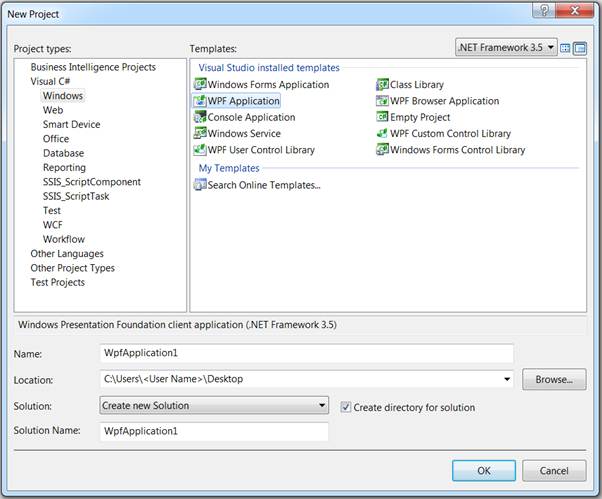 New Project
Project types:
Templates:
.NET Framework 3.5
Business Intelligence Projects
Visual C#
Windows
Web
Smart Device
Office
Database
Reporting
SSIS_ScriptComponent
SSIS_ScriptTask
Test
WCF
Workflow
Other Languages
Other Project Types
Test Projects
Visual Studio installed templates
Windows Forms Application
WPF Application
Console Application
Windows Service
WPF User Control Library
Class Library
WPF Browser Application
Empty Project
WPF Custom Control Library
Windows Forms Control Library
My Templates
Search Online Templates...
Windows Presentation Foundation client application (.NET Framework 3.5)
Name: WpfApplication1
Location: C:\Users\<User Name>\Desktop Browse...
Solution: Create new Solution Create directory for solution
Solution Name: WpfApplication1
OK Cancel